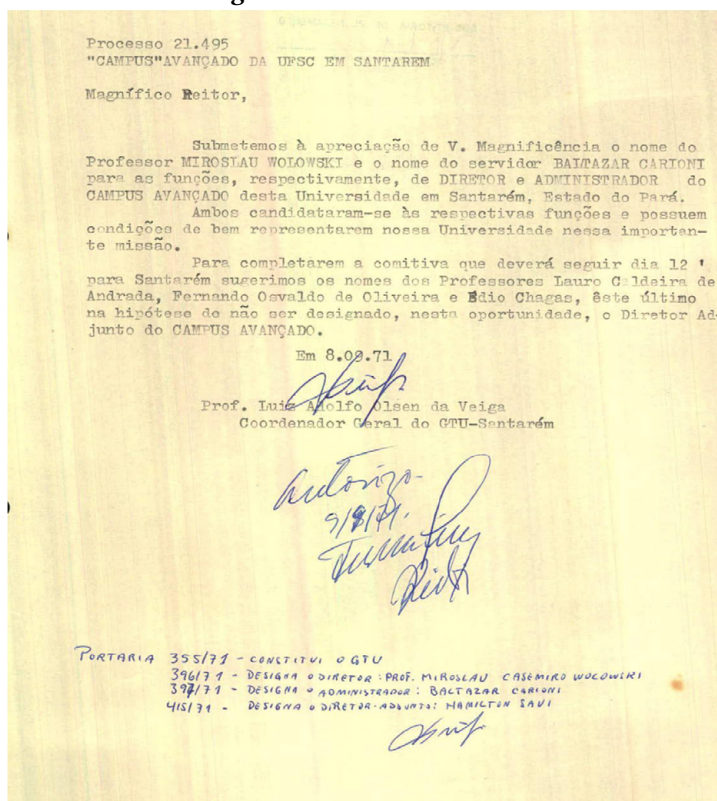 Processo 21.495
"CAMPUS"AVANÇADO DA UFSC EM SANTAREM
Magnífico Reitor,
Submetemos à apreciação de V. Magnificência o nome do
Professor MIROSLAU WOLOWSKI e o nome do servidor BALTAZAR CARIONI
para as funções, respectivamente, de DIRETOR e ADMINISTRADOR do
CAMPUS AVANÇADO desta Universidade em Santarém, Estado do Pará.
Ambos candidataram-se às respectivas funções e possuem
condições de bem representarem nossa Universidade nessa importan-
te missão.
Para completarem a comitiva que deverá seguir dia 12 '
para Santarém sugerimos os nomes dos Professores Lauro Caldeira de
Andrada, Fernando Osvaldo de Oliveira e Édio Chagas, êste último
na hipótese de não ser designado, nesta oportunidade, o Diretor Ad-
junto do CAMPUS AVANÇADO.
Em 8.09.71
Prof. Luiz Adolfo Olsen da Veiga
Coordenador Geral do GTU-Santarém
Autorizo-
9/9/71.
Reitor
PORTARIA 355/71 - CONSTITUI O GTU
396/71 - DESIGNA O DIRETOR: PROF. MIROSLAU CASEMIRO WOLOWSKI
397/71 - DESIGNA O ADMINISTRADOR: BALTAZAR CARIONI
415/71 - DESIGNA O DIRETOR-ADJUNTO: HAMILTON SAVI